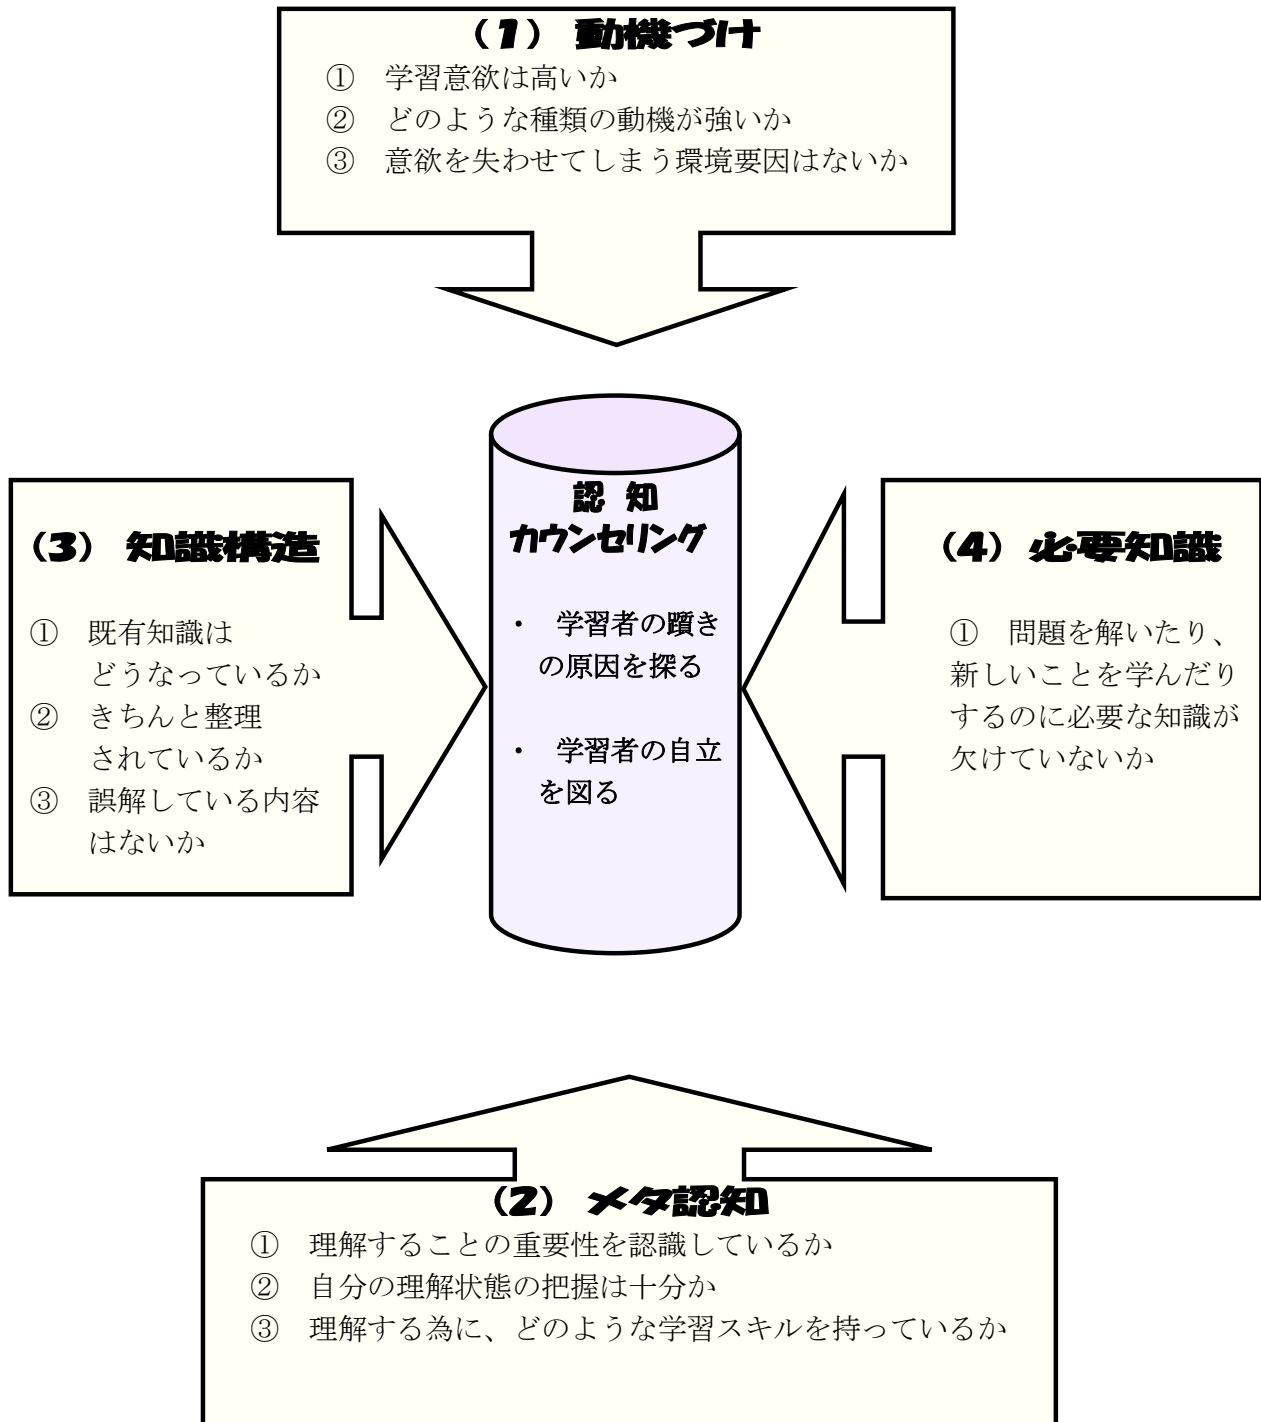 （1） 動機づけ
① 学習意欲は高いか
② どのような種類の動機が強いか
③ 意欲を失わせてしまう環境要因はないか
認 知
カウンセリング
・ 学習者の躓き
の原因を探る
・ 学習者の自立
を図る
（3） 知識構造
① 既有知識は
どうなっているか
② きちんと整理
されているか
③ 誤解している内容
はないか
（4） 必要知識
① 問題を解いたり、
新しいことを学んだり
するのに必要な知識が
欠けていないか
（2） メタ認知
① 理解することの重要性を認識しているか
② 自分の理解状態の把握は十分か
③ 理解する為に、どのような学習スキルを持っているか